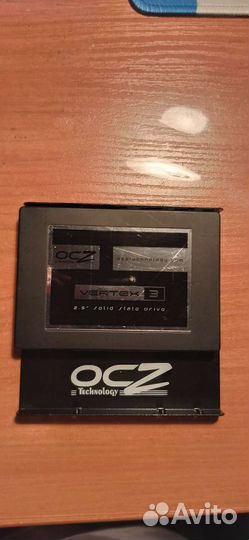 OCZ
ocztechnology.com
VERTEX 3
2.5" Solid State Drive
OCZ
Technology
Avito